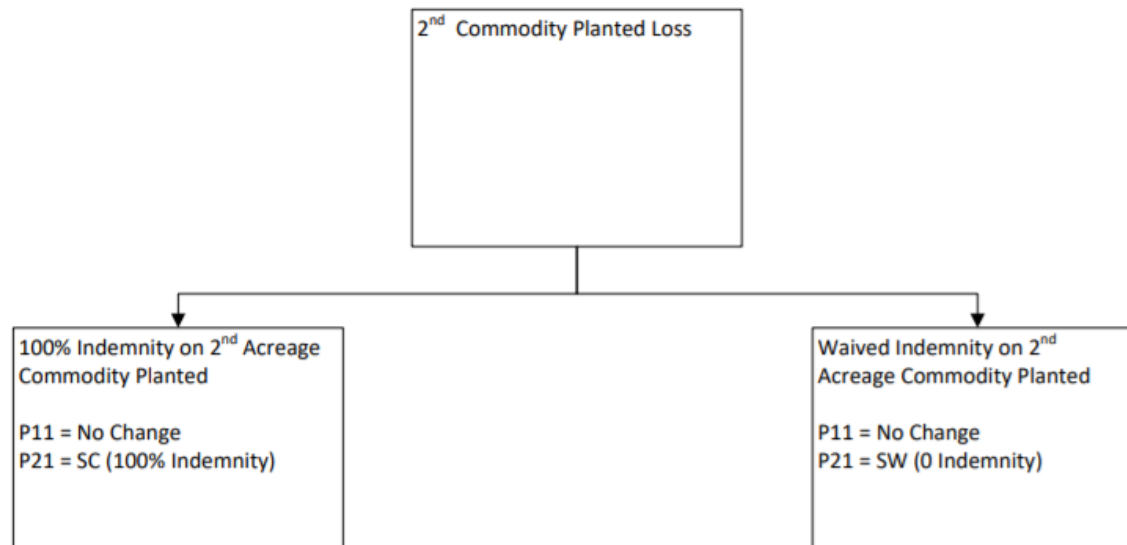 2nd Commodity Planted Loss
100% Indemnity on 2nd Acreage
Commodity Planted
P11 = No Change
P21 = SC (100% Indemnity)
Waived Indemnity on 2nd
Acreage Commodity Planted
P11 = No Change
P21 = SW (0 Indemnity)